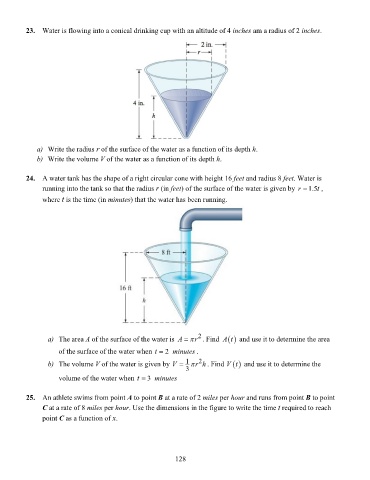 23. Water is flowing into a conical drinking cup with an altitude of 4 inches am a radius of 2 inches.
2 in.
r
4 in.
h
a) Write the radius r of the surface of the water as a function of its depth h.
b) Write the volume V of the water as a function of its depth h.
24. A water tank has the shape of a right circular cone with height 16 feet and radius 8 feet. Water is
running into the tank so that the radius r (in feet) of the surface of the water is given by r = 1.5t ,
where t is the time (in minutes) that the water has been running.
8 ft
16 ft
h
a) The area A of the surface of the water is A = πr². Find A(t) and use it to determine the area
of the surface of the water when t = 2 minutes .
b) The volume V of the water is given by V = 1/3 πr²h . Find V(t) and use it to determine the
volume of the water when t = 3 minutes
25. An athlete swims from point A to point B at a rate of 2 miles per hour and runs from point B to point
C at a rate of 8 miles per hour. Use the dimensions in the figure to write the time t required to reach
point C as a function of x.
128